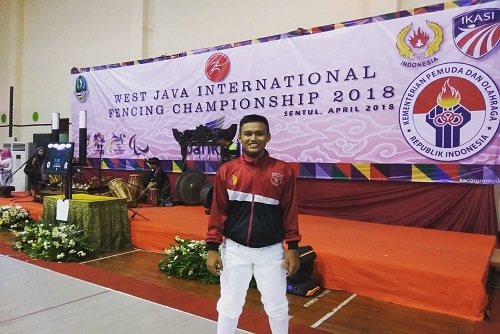 WEST JAVA INTERNATIONAL
FENCING CHAMPIONSHIP 2018
SENTUL, APRIL 2018
INDONESIA
IKASI
KEMENTERIAN PEMUDA DAN OLAHRAGA
REPUBLIK INDONESIA